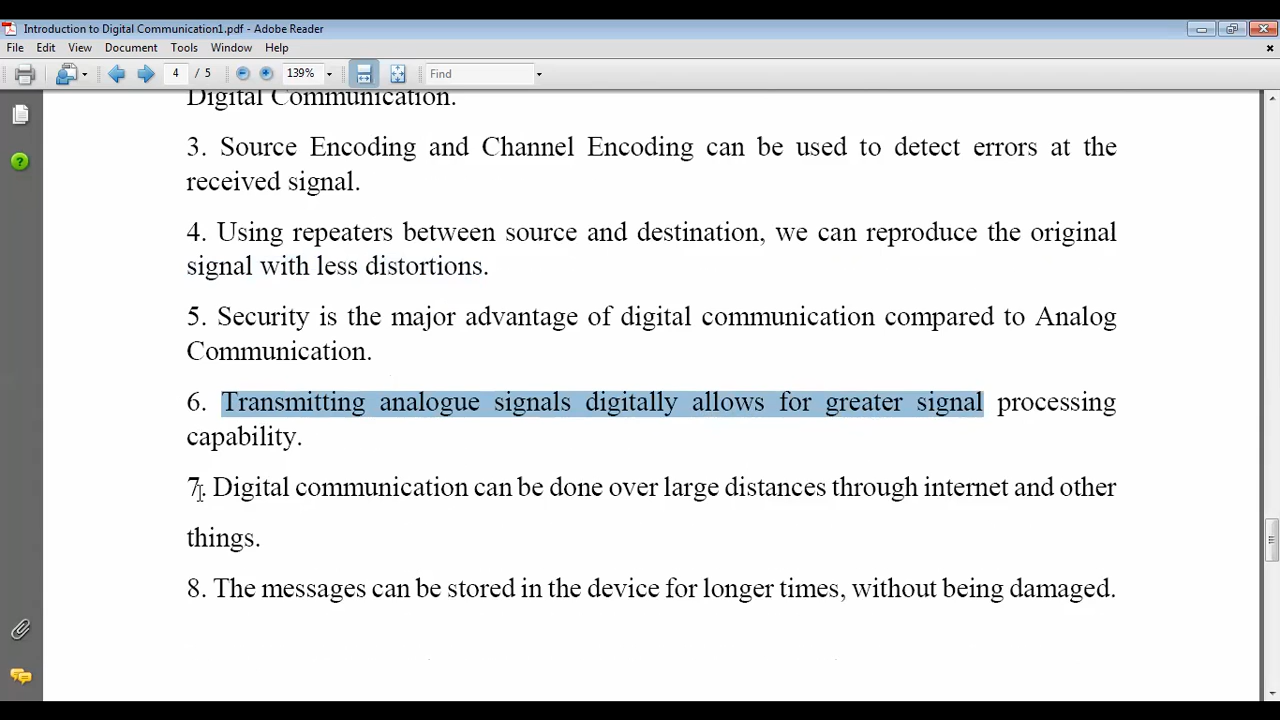 Introduction to Digital Communication1.pdf - Adobe Reader
File Edit View Document Tools Window Help
4 / 5 139% Find
Digital Communication.
3. Source Encoding and Channel Encoding can be used to detect errors at the
received signal.
4. Using repeaters between source and destination, we can reproduce the original
signal with less distortions.
5. Security is the major advantage of digital communication compared to Analog
Communication.
6. Transmitting analogue signals digitally allows for greater signal processing
capability.
7. Digital communication can be done over large distances through internet and other
things.
8. The messages can be stored in the device for longer times, without being damaged.